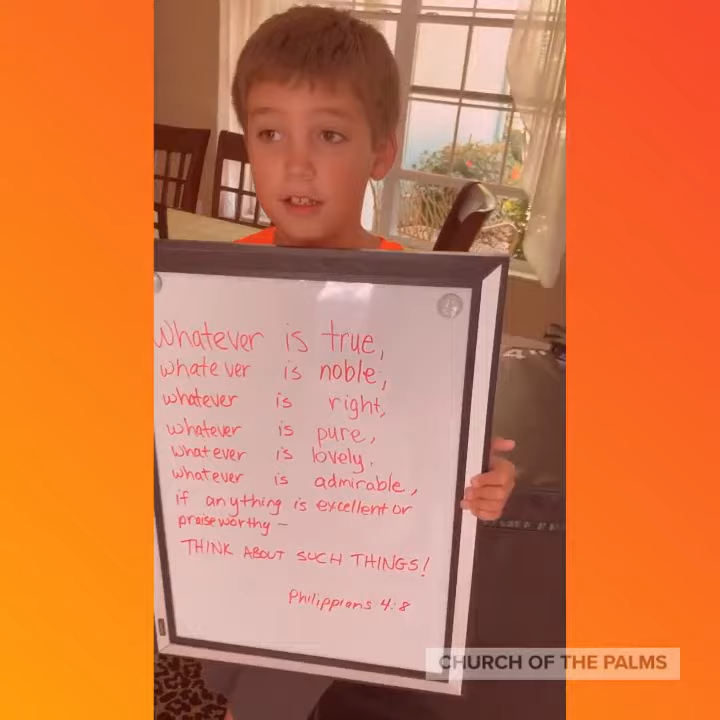 Whatever is true,
whatever is noble,
whatever is right,
whatever is pure,
whatever is lovely.
whatever is admirable,
if anything is excellent or
praiseworthy –
THINK ABOUT SUCH THINGS!
Philippians 4:8
CHURCH OF THE PALMS